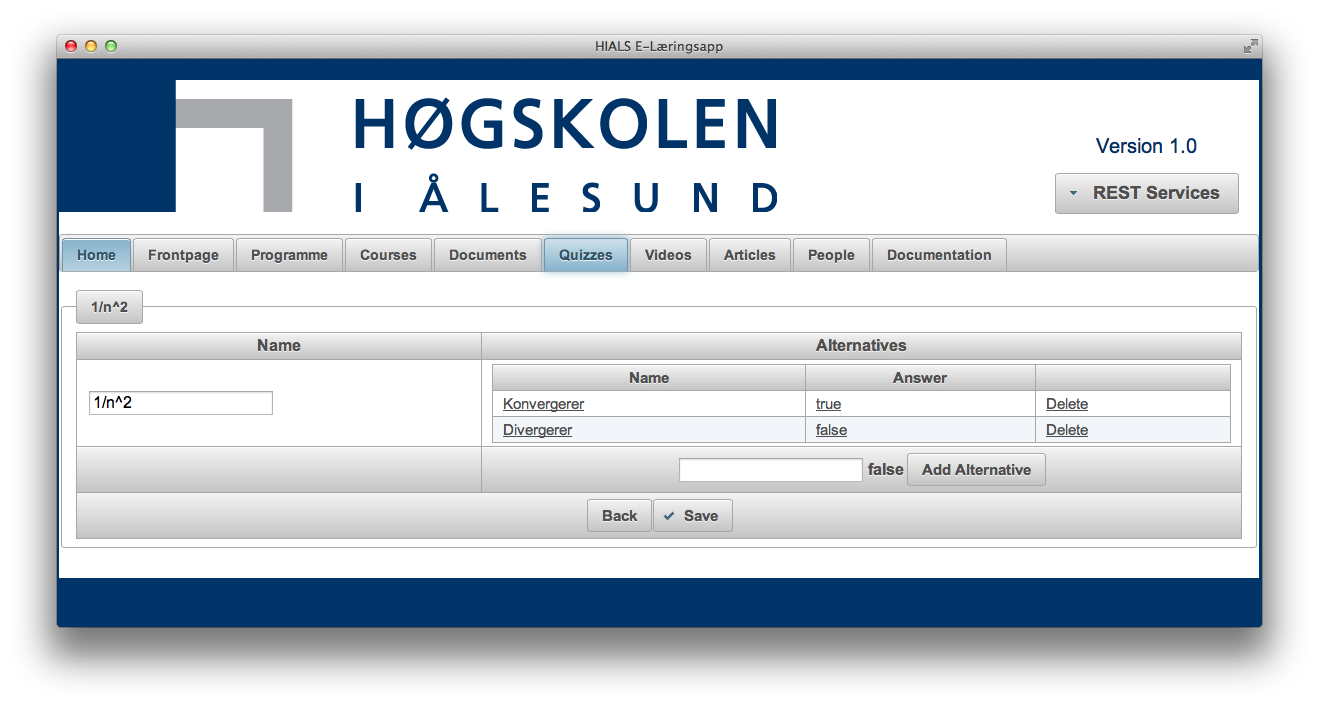 HIALS E-Læringsapp
HØGSKOLEN
I ÅLESUND
Version 1.0
REST Services
Home Frontpage Programme Courses Documents Quizzes Videos Articles People Documentation
1/n^2
Name Alternatives
Name Answer
1/n^2
Konvergerer true Delete
Divergerer false Delete
false Add Alternative
Back Save